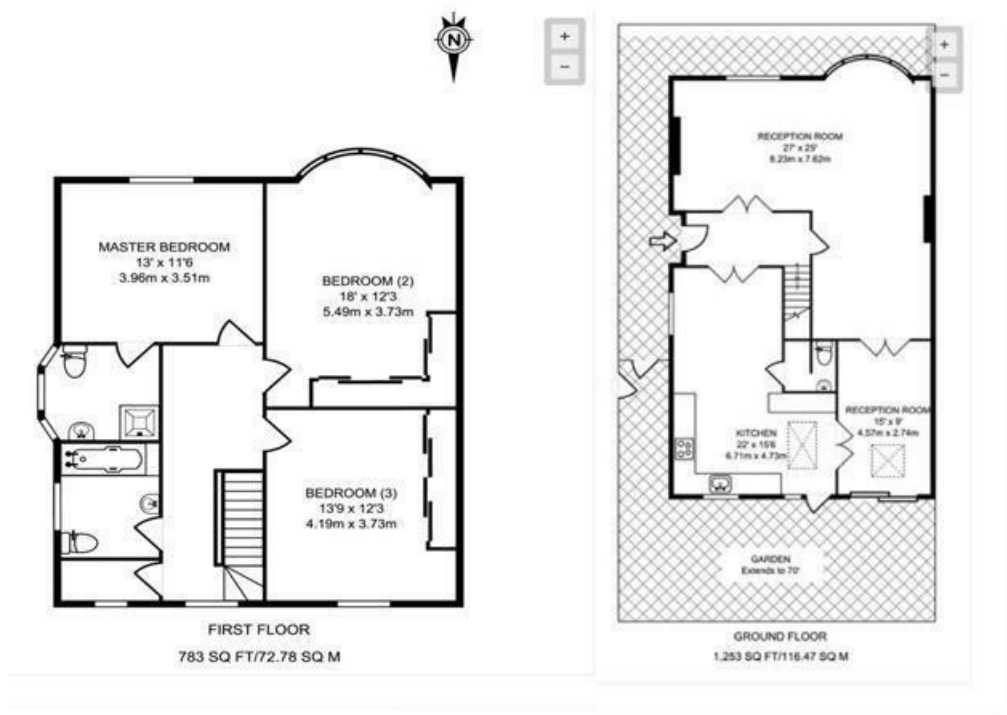 N
+
−
MASTER BEDROOM
13' x 11'6
3.96m x 3.51m
BEDROOM (2)
18' x 12'3
5.49m x 3.73m
BEDROOM (3)
13'9 x 12'3
4.19m x 3.73m
FIRST FLOOR
783 SQ FT/72.78 SQ M
+
−
RECEPTION ROOM
27' x 25'
8.23m x 7.62m
RECEPTION ROOM
15' x 9'
4.57m x 2.74m
KITCHEN
22' x 15'6
6.71m x 4.73m
GARDEN
Extends to 70'
GROUND FLOOR
1,253 SQ FT/116.47 SQ M